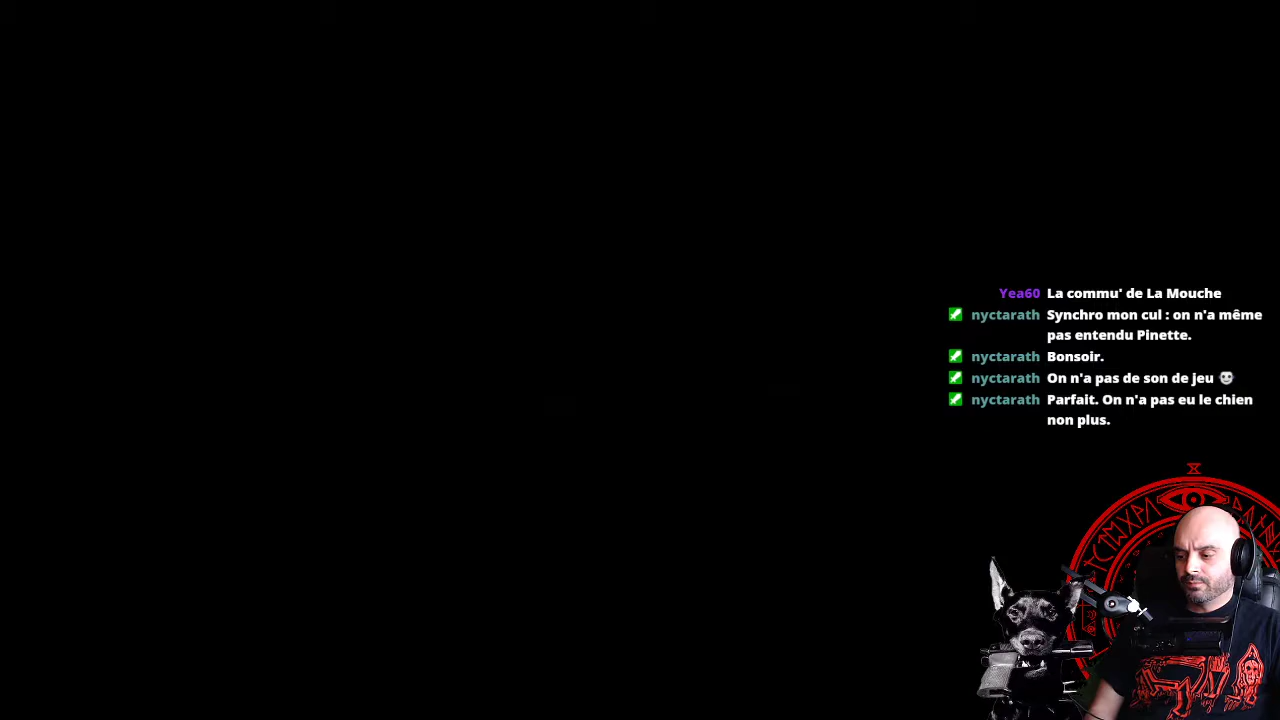 Yea60 La commu' de La Mouche
nyctarath Synchro mon cul : on n'a même
pas entendu Pinette.
nyctarath Bonsoir.
nyctarath On n'a pas de son de jeu 💀
nyctarath Parfait. On n'a pas eu le chien
non plus.